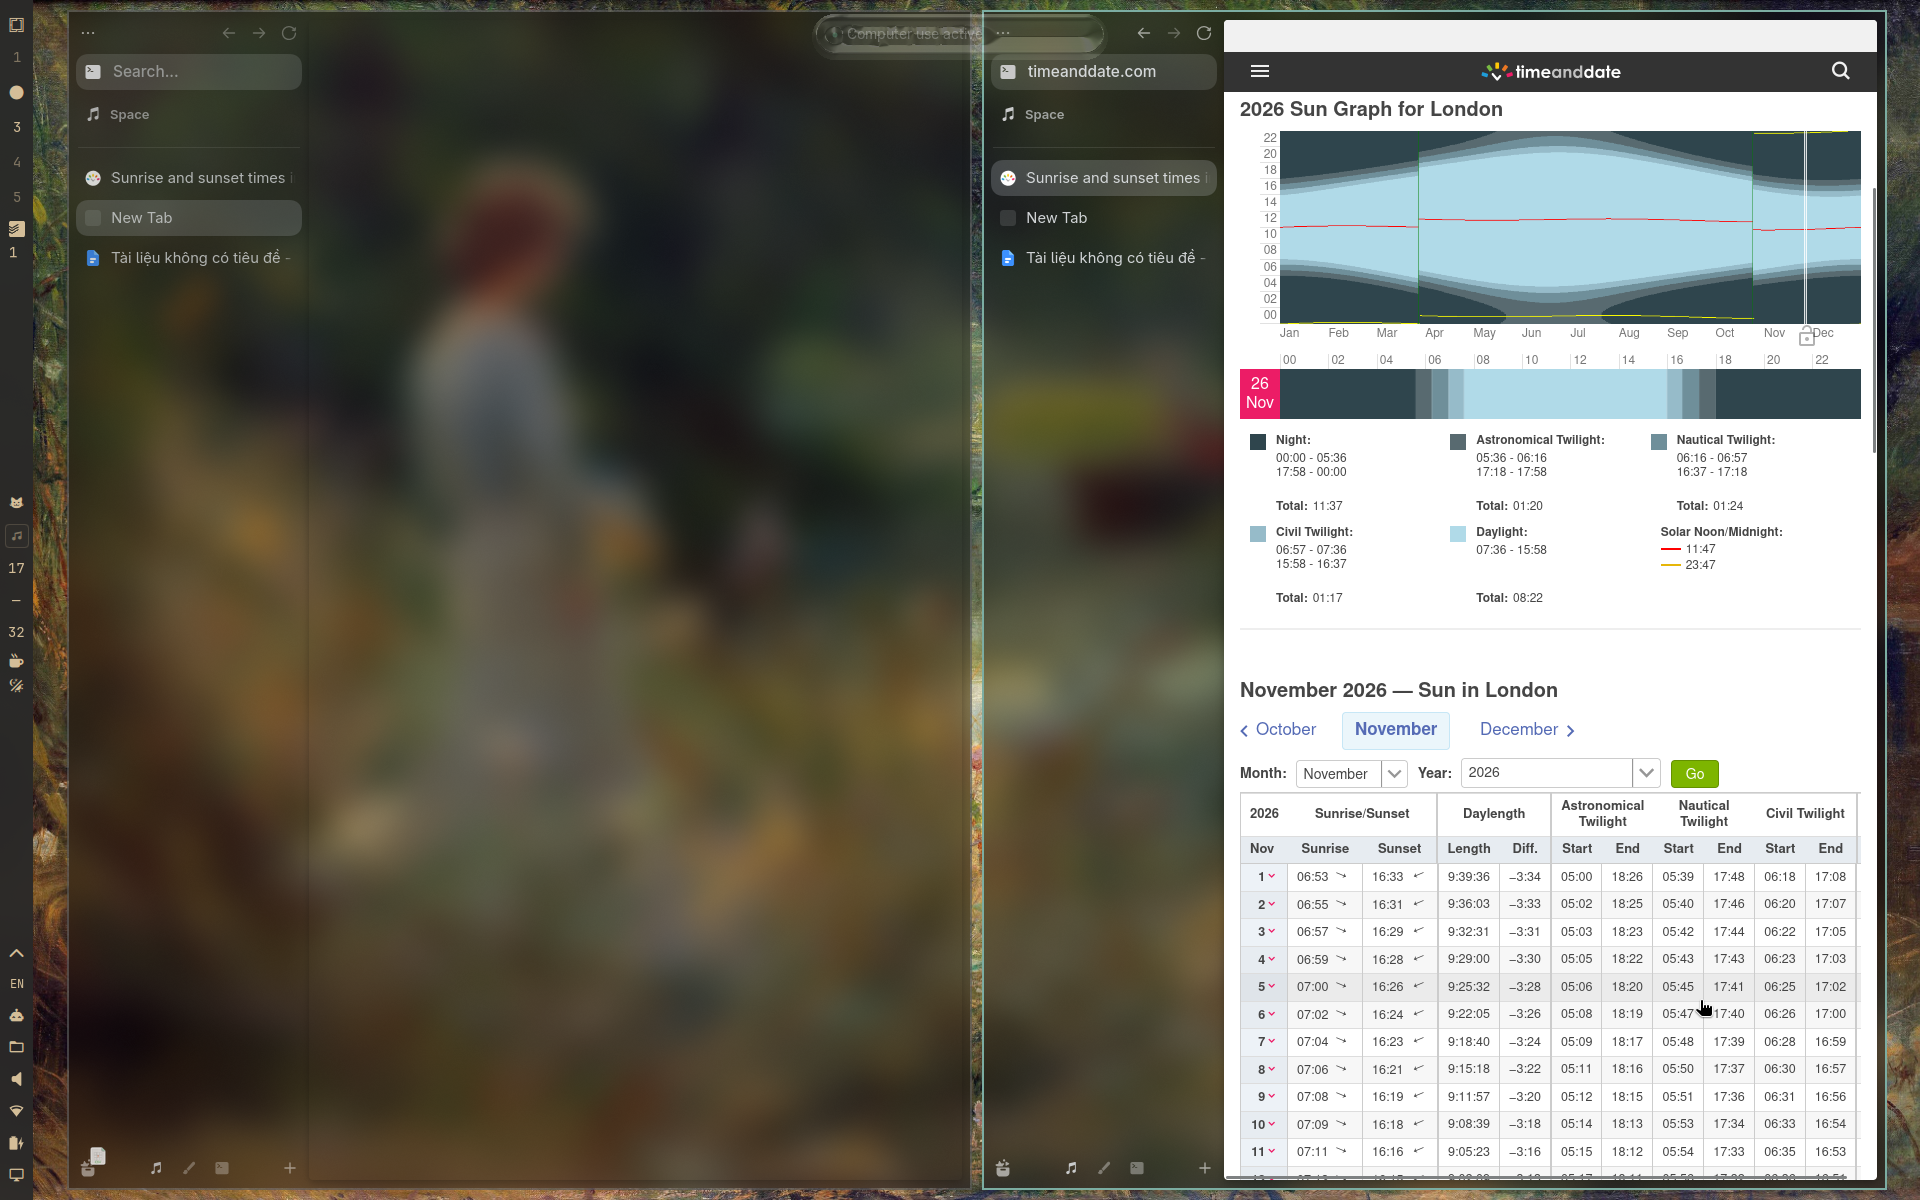 1
3
4
5
1
17
32
EN
Search...
Space
Sunrise and sunset times i
New Tab
Tài liệu không có tiêu đề -
Computer use active
timeanddate.com
Space
Sunrise and sunset times i
New Tab
Tài liệu không có tiêu đề -
timeanddate
2026 Sun Graph for London
22
20
18
16
14
12
10
08
06
04
02
00
Jan Feb Mar Apr May Jun Jul Aug Sep Oct Nov Dec
00 02 04 06 08 10 12 14 16 18 20 22
26
Nov
Night: Astronomical Twilight: Nautical Twilight:
00:00 - 05:36 05:36 - 06:16 06:16 - 06:57
17:58 - 00:00 17:18 - 17:58 16:37 - 17:18
Total: 11:37 Total: 01:20 Total: 01:24
Civil Twilight: Daylight: Solar Noon/Midnight:
06:57 - 07:36 07:36 - 15:58 11:47
15:58 - 16:37 23:47
Total: 01:17 Total: 08:22
November 2026 — Sun in London
October November December
Month: November Year: 2026 Go
2026 Sunrise/Sunset Daylength Astronomical Twilight Nautical Twilight Civil Twilight
Nov Sunrise Sunset Length Diff. Start End Start End Start End
1 06:53 16:33 9:39:36 −3:34 05:00 18:26 05:39 17:48 06:18 17:08
2 06:55 16:31 9:36:03 −3:33 05:02 18:25 05:40 17:46 06:20 17:07
3 06:57 16:29 9:32:31 −3:31 05:03 18:23 05:42 17:44 06:22 17:05
4 06:59 16:28 9:29:00 −3:30 05:05 18:22 05:43 17:43 06:23 17:03
5 07:00 16:26 9:25:32 −3:28 05:06 18:20 05:45 17:41 06:25 17:02
6 07:02 16:24 9:22:05 −3:26 05:08 18:19 05:47 17:40 06:26 17:00
7 07:04 16:23 9:18:40 −3:24 05:09 18:17 05:48 17:39 06:28 16:59
8 07:06 16:21 9:15:18 −3:22 05:11 18:16 05:50 17:37 06:30 16:57
9 07:08 16:19 9:11:57 −3:20 05:12 18:15 05:51 17:36 06:31 16:56
10 07:09 16:18 9:08:39 −3:18 05:14 18:13 05:53 17:34 06:33 16:54
11 07:11 16:16 9:05:23 −3:16 05:15 18:12 05:54 17:33 06:35 16:53